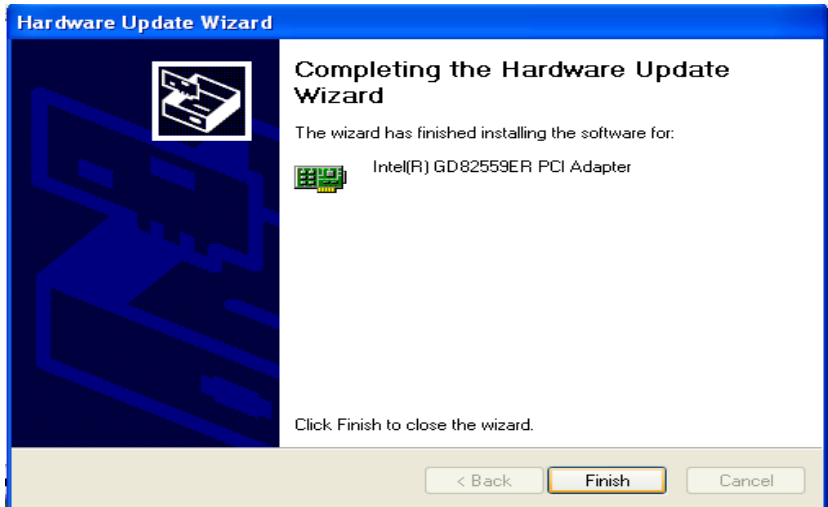 Hardware Update Wizard
Completing the Hardware Update
Wizard
The wizard has finished installing the software for:
Intel(R) GD82559ER PCI Adapter
Click Finish to close the wizard.
< Back Finish Cancel